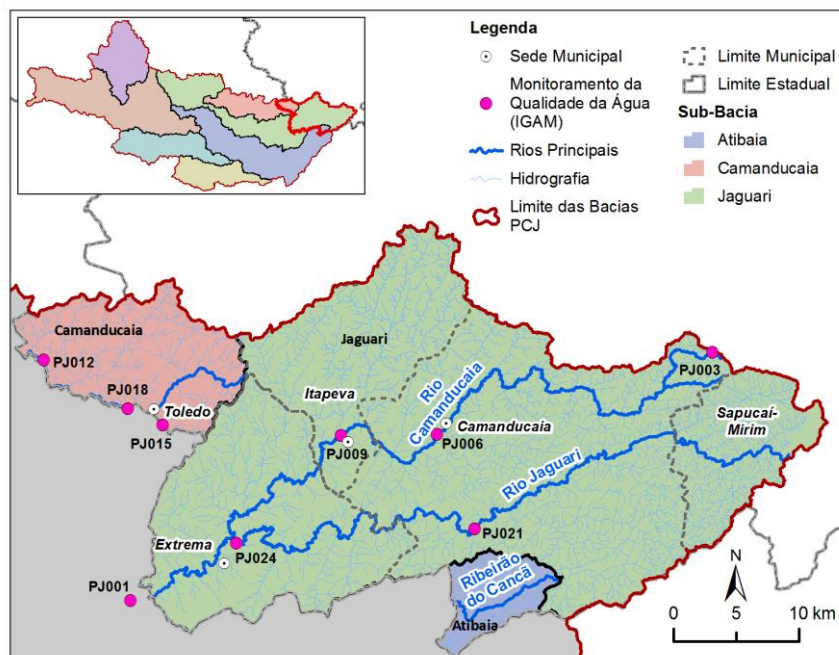 Legenda
Sede Municipal
Monitoramento da
Qualidade da Água
(IGAM)
Rios Principais
Hidrografia
Limite das Bacias
PCJ
Limite Municipal
Limite Estadual
Sub-Bacia
Atibaia
Camanducaia
Jaguari
Camanducaia
PJ012
PJ018
Toledo
PJ015
Jaguari
Itapeva
Rio
Camanducaia
PJ003
Sapucaí-
Mirim
Camanducaia
PJ009
PJ006
Rio Jaguari
PJ021
Extrema
PJ024
PJ001
Ribeirão
do Cancã
Atibaia
N
0 5 10 km